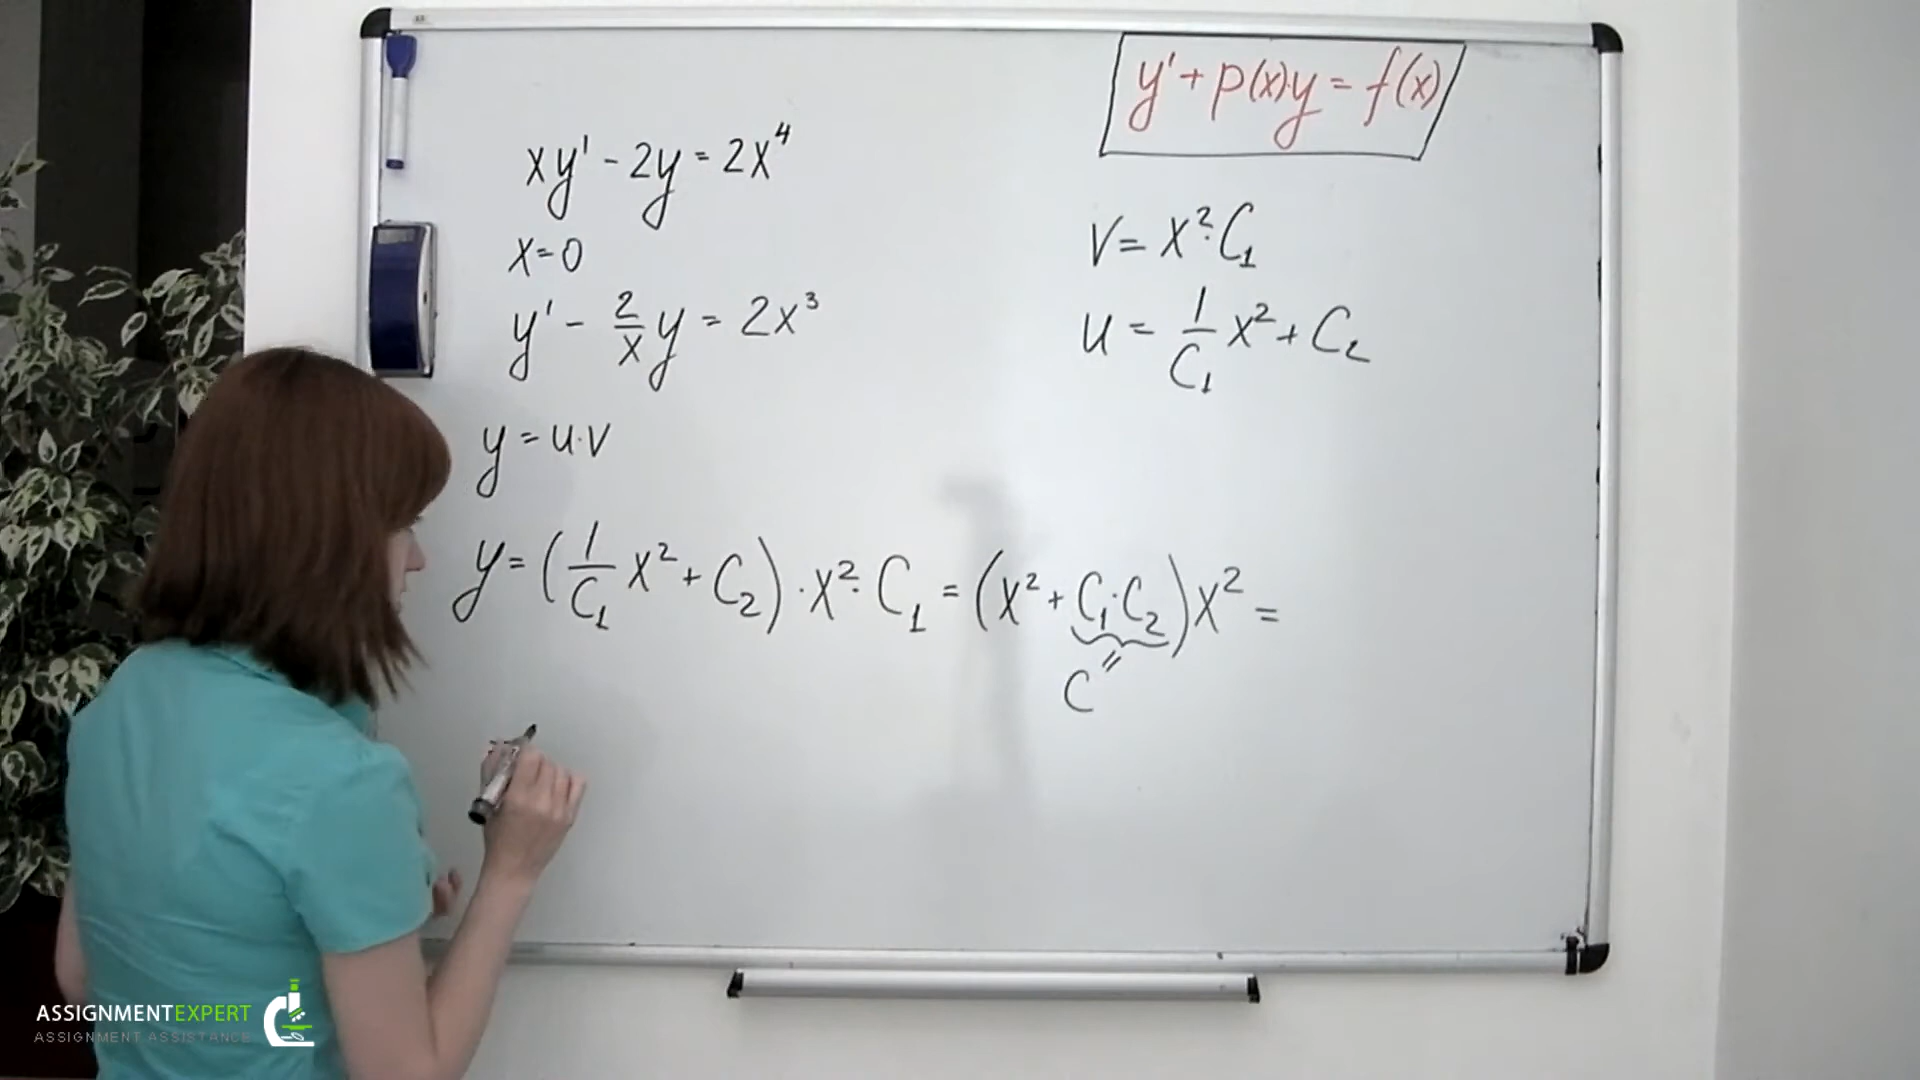 y' + p(x)·y = f(x)
xy' - 2y = 2x⁴
x = 0
y' - 2/x y = 2x³
y = u·v
v = x²·C₁
u = 1/C₁ x² + C₂
y = (1/C₁ x² + C₂) · x² · C₁ = (x² + C₁·C₂)x² =
C
ASSIGNMENTEXPERT
ASSIGNMENT ASSISTANCE